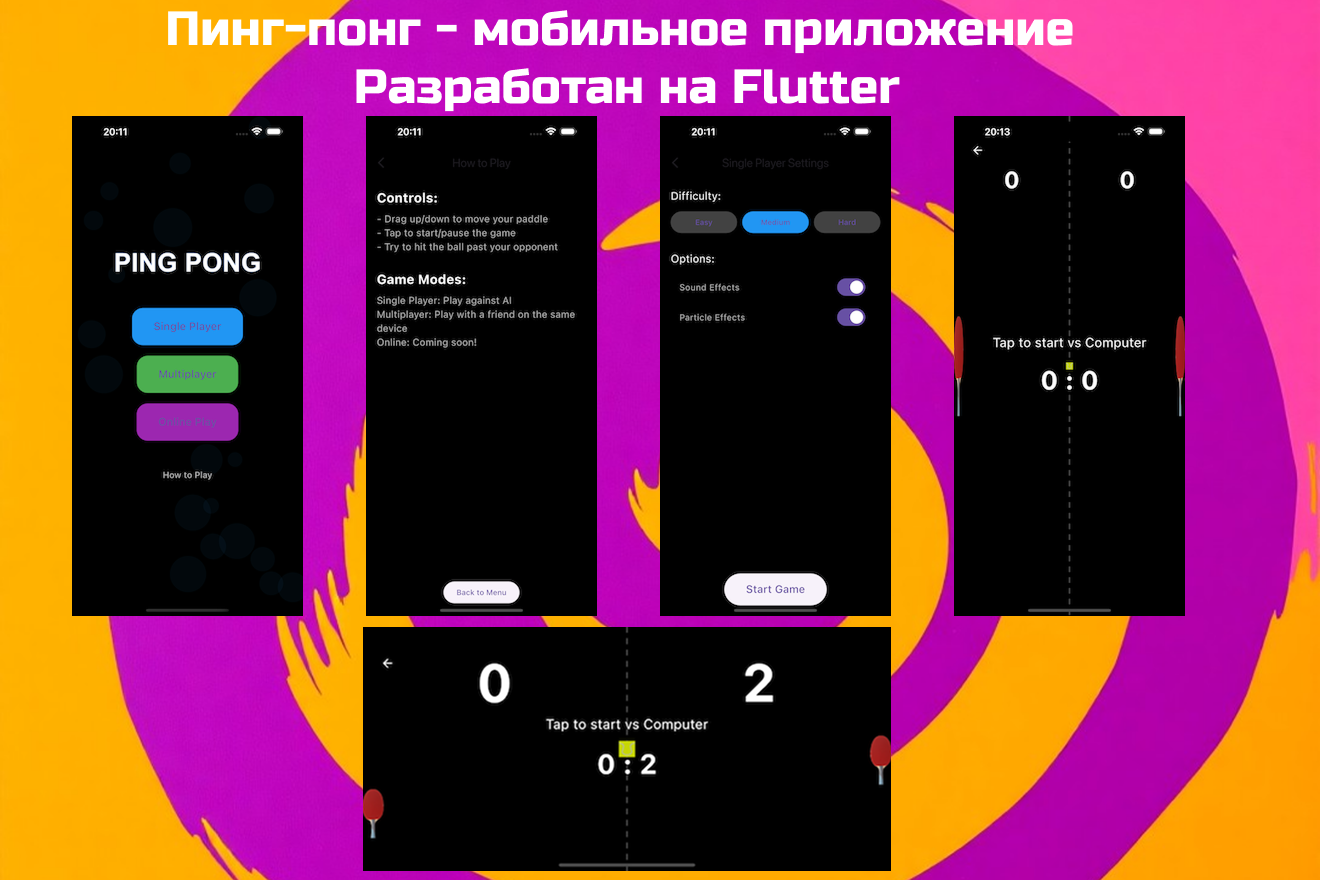 Пинг-понг - мобильное приложение
Разработан на Flutter
20:11
PING PONG
Single Player
Multiplayer
Online Play
How to Play
20:11
How to Play
Controls:
- Drag up/down to move your paddle
- Tap to start/pause the game
- Try to hit the ball past your opponent
Game Modes:
Single Player: Play against AI
Multiplayer: Play with a friend on the same
device
Online: Coming soon!
Back to Menu
20:11
Single Player Settings
Difficulty:
Easy Medium Hard
Options:
Sound Effects
Particle Effects
Start Game
20:13
0 0
Tap to start vs Computer
0 : 0
0 2
Tap to start vs Computer
0 : 2